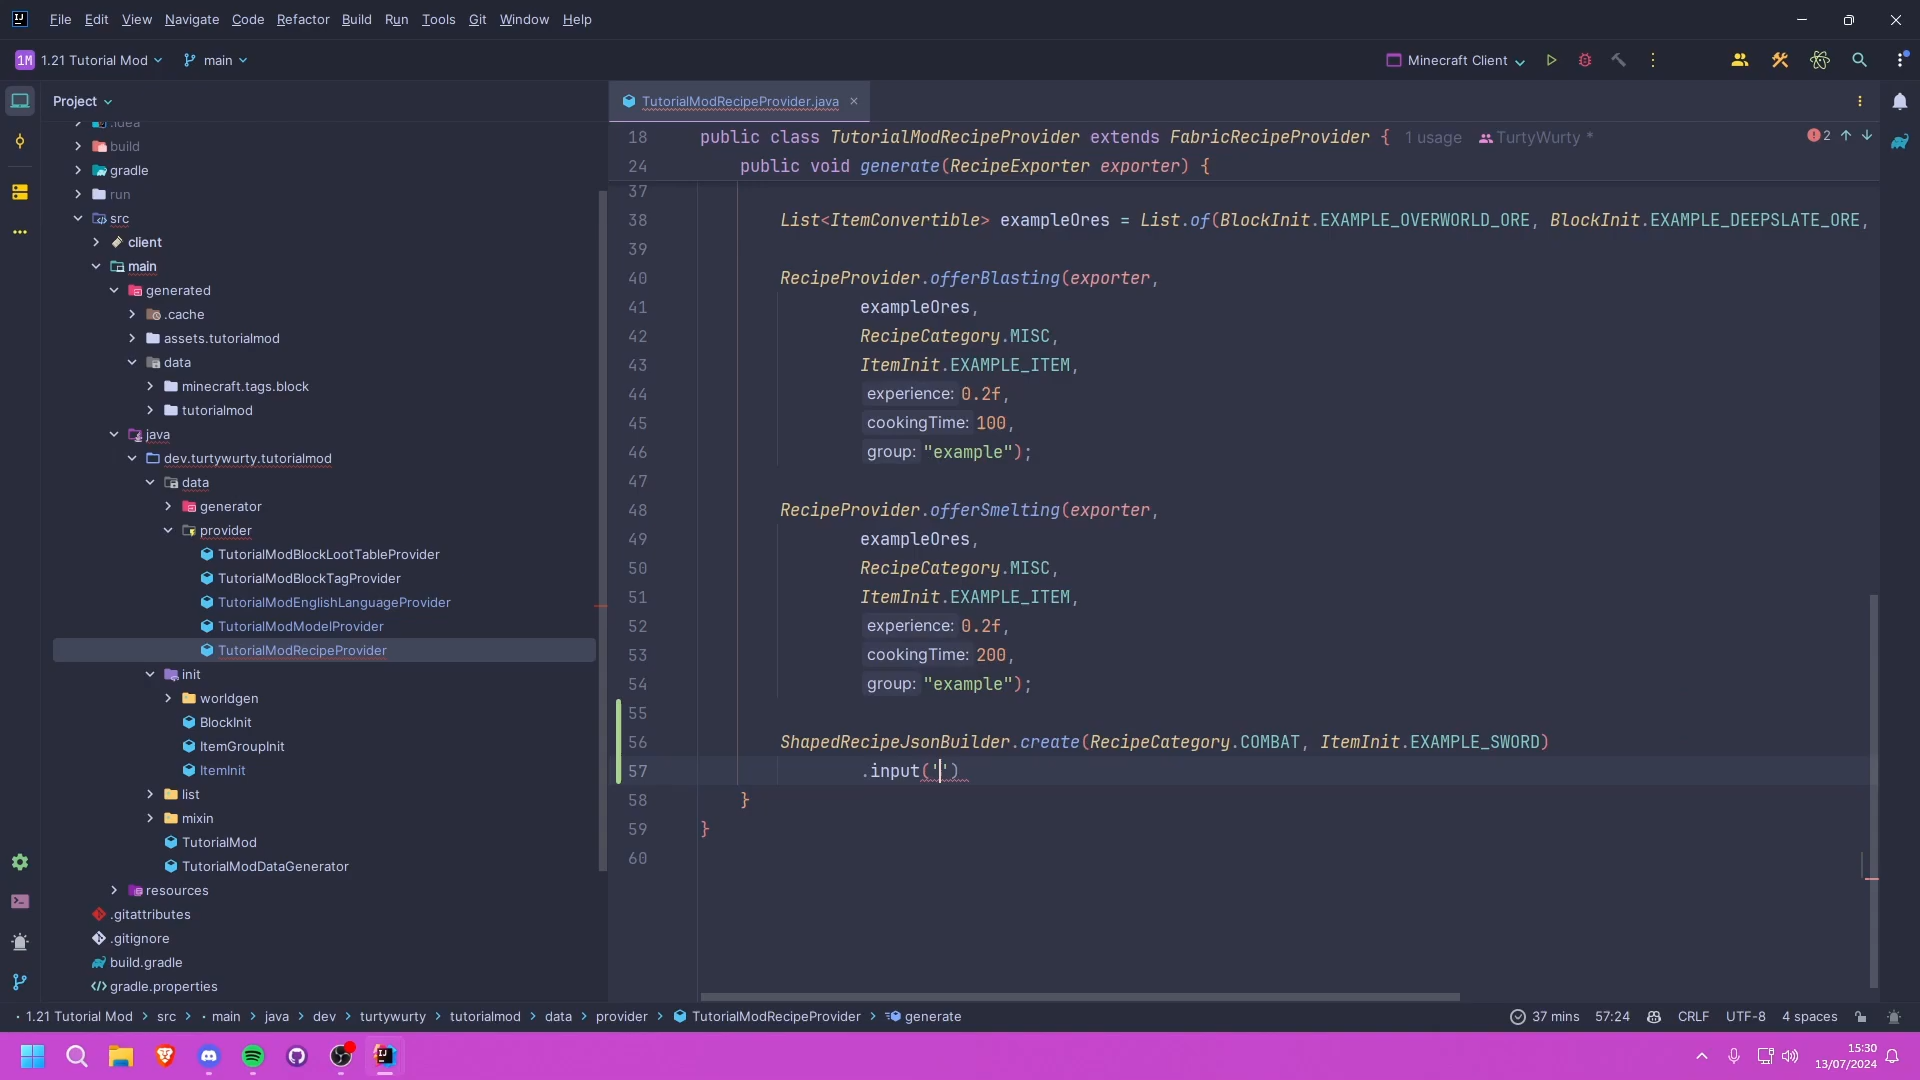 File Edit View Navigate Code Refactor Build Run Tools Git Window Help
1M 1.21 Tutorial Mod main Minecraft Client
Project
TutorialModRecipeProvider.java
.idea
build
gradle
run
src
client
main
generated
.cache
assets.tutorialmod
data
minecraft.tags.block
tutorialmod
java
dev.turtywurty.tutorialmod
data
generator
provider
TutorialModBlockLootTableProvider
TutorialModBlockTagProvider
TutorialModEnglishLanguageProvider
TutorialModModelProvider
TutorialModRecipeProvider
init
worldgen
BlockInit
ItemGroupInit
ItemInit
list
mixin
TutorialMod
TutorialModDataGenerator
resources
.gitattributes
.gitignore
build.gradle
gradle.properties
18 public class TutorialModRecipeProvider extends FabricRecipeProvider { 1 usage TurtyWurty * 2
24 public void generate(RecipeExporter exporter) {
37
38 List<ItemConvertible> exampleOres = List.of(BlockInit.EXAMPLE_OVERWORLD_ORE, BlockInit.EXAMPLE_DEEPSLATE_ORE,
39
40 RecipeProvider.offerBlasting(exporter,
41 exampleOres,
42 RecipeCategory.MISC,
43 ItemInit.EXAMPLE_ITEM,
44 experience: 0.2f,
45 cookingTime: 100,
46 group: "example");
47
48 RecipeProvider.offerSmelting(exporter,
49 exampleOres,
50 RecipeCategory.MISC,
51 ItemInit.EXAMPLE_ITEM,
52 experience: 0.2f,
53 cookingTime: 200,
54 group: "example");
55
56 ShapedRecipeJsonBuilder.create(RecipeCategory.COMBAT, ItemInit.EXAMPLE_SWORD)
57 .input('')
58 }
59 }
60
1.21 Tutorial Mod > src > main > java > dev > turtywurty > tutorialmod > data > provider > TutorialModRecipeProvider > generate 37 mins 57:24 CRLF UTF-8 4 spaces
15:30
13/07/2024